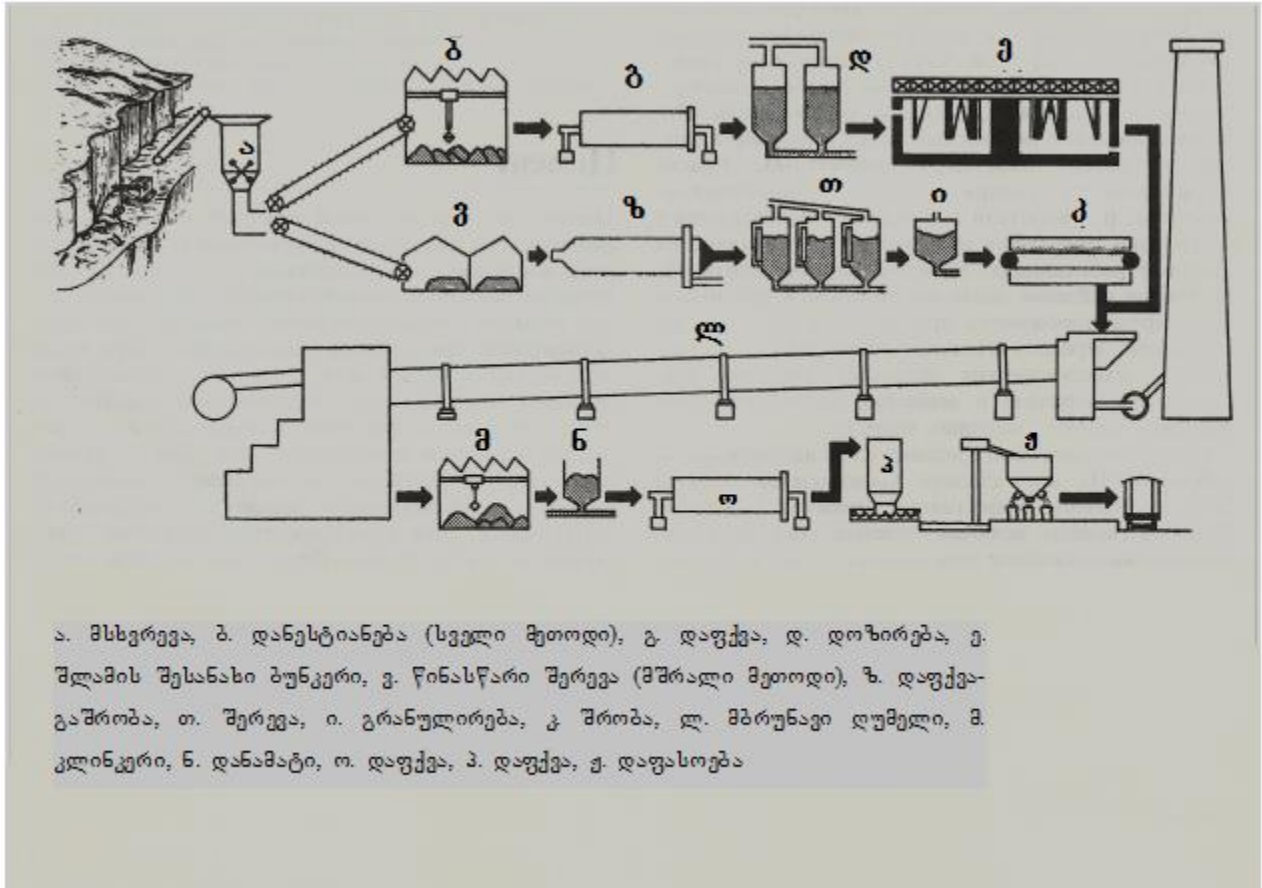 ბ გ დ ე
ა
ვ ზ თ ი კ
ლ
მ ნ ო პ ჟ
ა. მსხვრევა, ბ. დანესტიანება (სველი მეთოდი), გ. დაფქვა, დ. დოზირება, ე.
შლამის შესანახი ბუნკერი, ვ. წინასწარი შერევა (მშრალი მეთოდი), ზ. დაფქვა-
გაშრობა, თ. შერევა, ი. გრანულირება, კ შრობა, ლ. მბრუნავი ღუმელი, მ.
კლინკერი, ნ. დანამატი, ო. დაფქვა, პ. დაფქვა, ჟ. დაფასოება